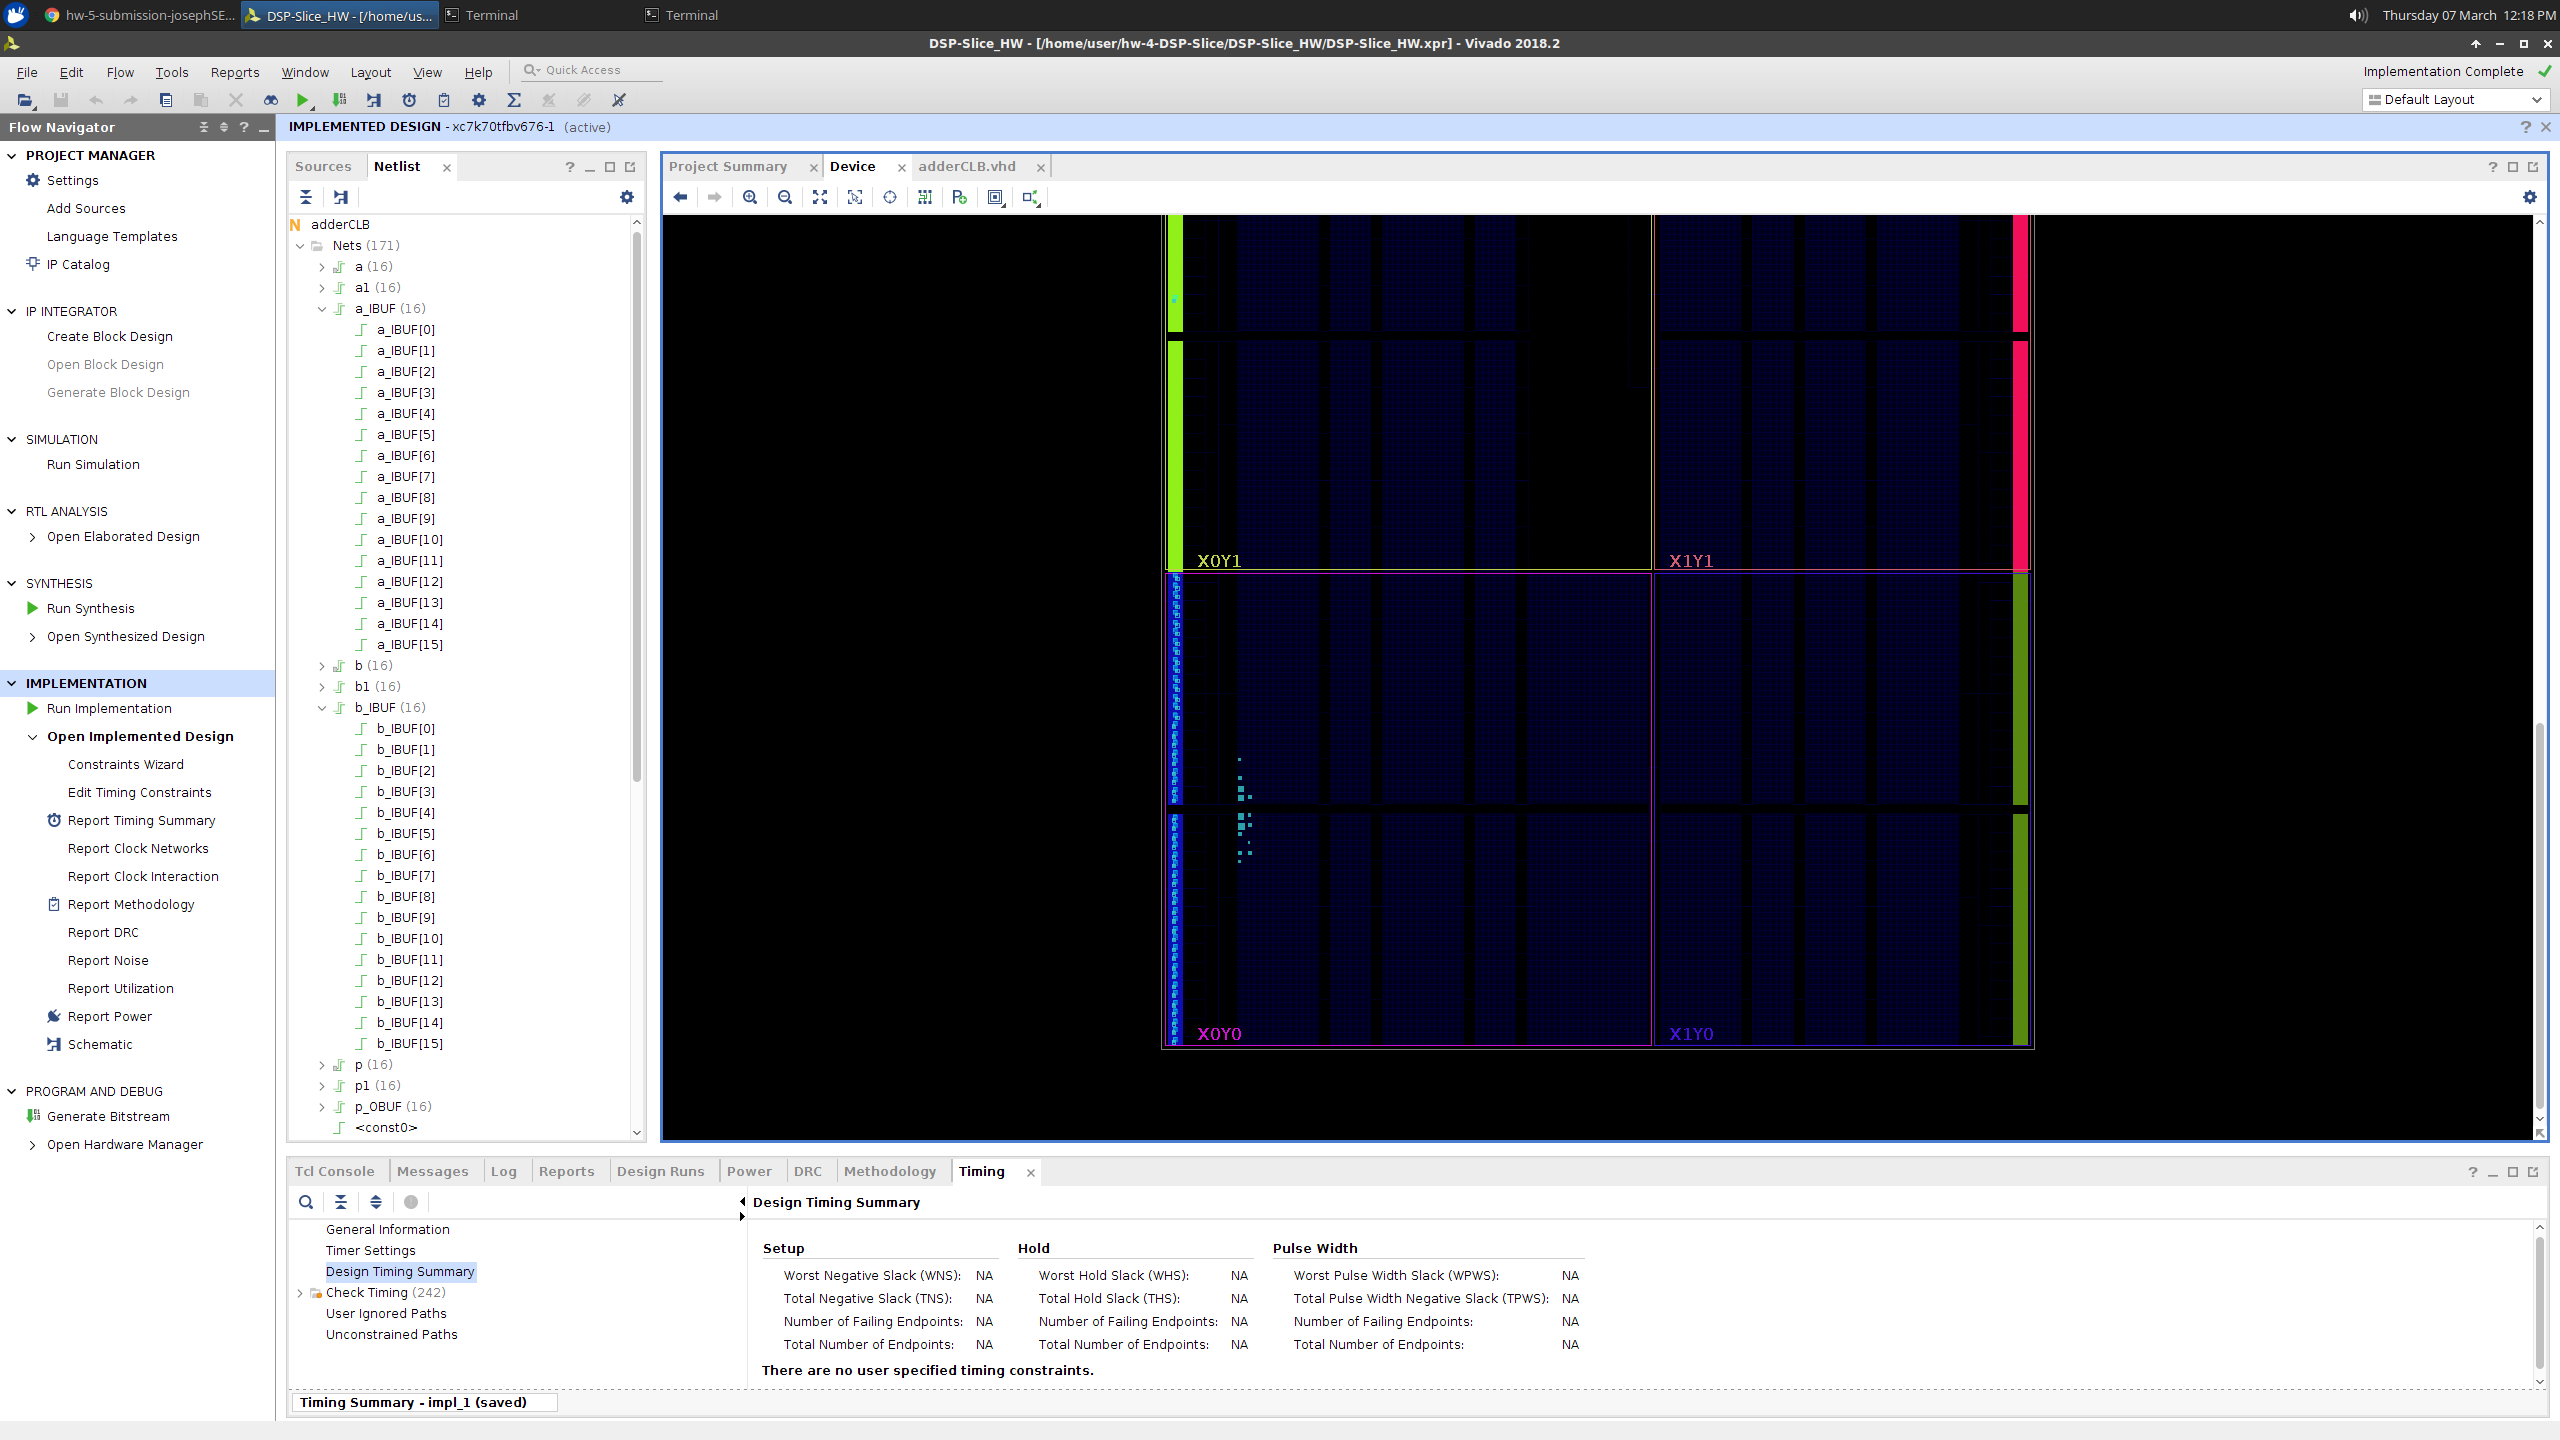 hw-5-submission-josephSE...
DSP-Slice_HW - [/home/us...
Terminal
Terminal
Thursday 07 March 12:18 PM
DSP-Slice_HW - [/home/user/hw-4-DSP-Slice/DSP-Slice_HW/DSP-Slice_HW.xpr] - Vivado 2018.2
File Edit Flow Tools Reports Window Layout View Help
Quick Access
Implementation Complete
Default Layout
Flow Navigator
IMPLEMENTED DESIGN - xc7k70tfbv676-1 (active)
PROJECT MANAGER
Settings
Add Sources
Language Templates
IP Catalog
IP INTEGRATOR
Create Block Design
Open Block Design
Generate Block Design
SIMULATION
Run Simulation
RTL ANALYSIS
Open Elaborated Design
SYNTHESIS
Run Synthesis
Open Synthesized Design
IMPLEMENTATION
Run Implementation
Open Implemented Design
Constraints Wizard
Edit Timing Constraints
Report Timing Summary
Report Clock Networks
Report Clock Interaction
Report Methodology
Report DRC
Report Noise
Report Utilization
Report Power
Schematic
PROGRAM AND DEBUG
Generate Bitstream
Open Hardware Manager
Sources Netlist
adderCLB
Nets (171)
a (16)
a1 (16)
a_IBUF (16)
a_IBUF[0]
a_IBUF[1]
a_IBUF[2]
a_IBUF[3]
a_IBUF[4]
a_IBUF[5]
a_IBUF[6]
a_IBUF[7]
a_IBUF[8]
a_IBUF[9]
a_IBUF[10]
a_IBUF[11]
a_IBUF[12]
a_IBUF[13]
a_IBUF[14]
a_IBUF[15]
b (16)
b1 (16)
b_IBUF (16)
b_IBUF[0]
b_IBUF[1]
b_IBUF[2]
b_IBUF[3]
b_IBUF[4]
b_IBUF[5]
b_IBUF[6]
b_IBUF[7]
b_IBUF[8]
b_IBUF[9]
b_IBUF[10]
b_IBUF[11]
b_IBUF[12]
b_IBUF[13]
b_IBUF[14]
b_IBUF[15]
p (16)
p1 (16)
p_OBUF (16)
<const0>
Project Summary Device adderCLB.vhd
X0Y1 X1Y1
X0Y0 X1Y0
Tcl Console Messages Log Reports Design Runs Power DRC Methodology Timing
General Information
Timer Settings
Design Timing Summary
Check Timing (242)
User Ignored Paths
Unconstrained Paths
Design Timing Summary
Setup Hold Pulse Width
Worst Negative Slack (WNS): NA Worst Hold Slack (WHS): NA Worst Pulse Width Slack (WPWS): NA
Total Negative Slack (TNS): NA Total Hold Slack (THS): NA Total Pulse Width Negative Slack (TPWS): NA
Number of Failing Endpoints: NA Number of Failing Endpoints: NA Number of Failing Endpoints: NA
Total Number of Endpoints: NA Total Number of Endpoints: NA Total Number of Endpoints: NA
There are no user specified timing constraints.
Timing Summary - impl_1 (saved)